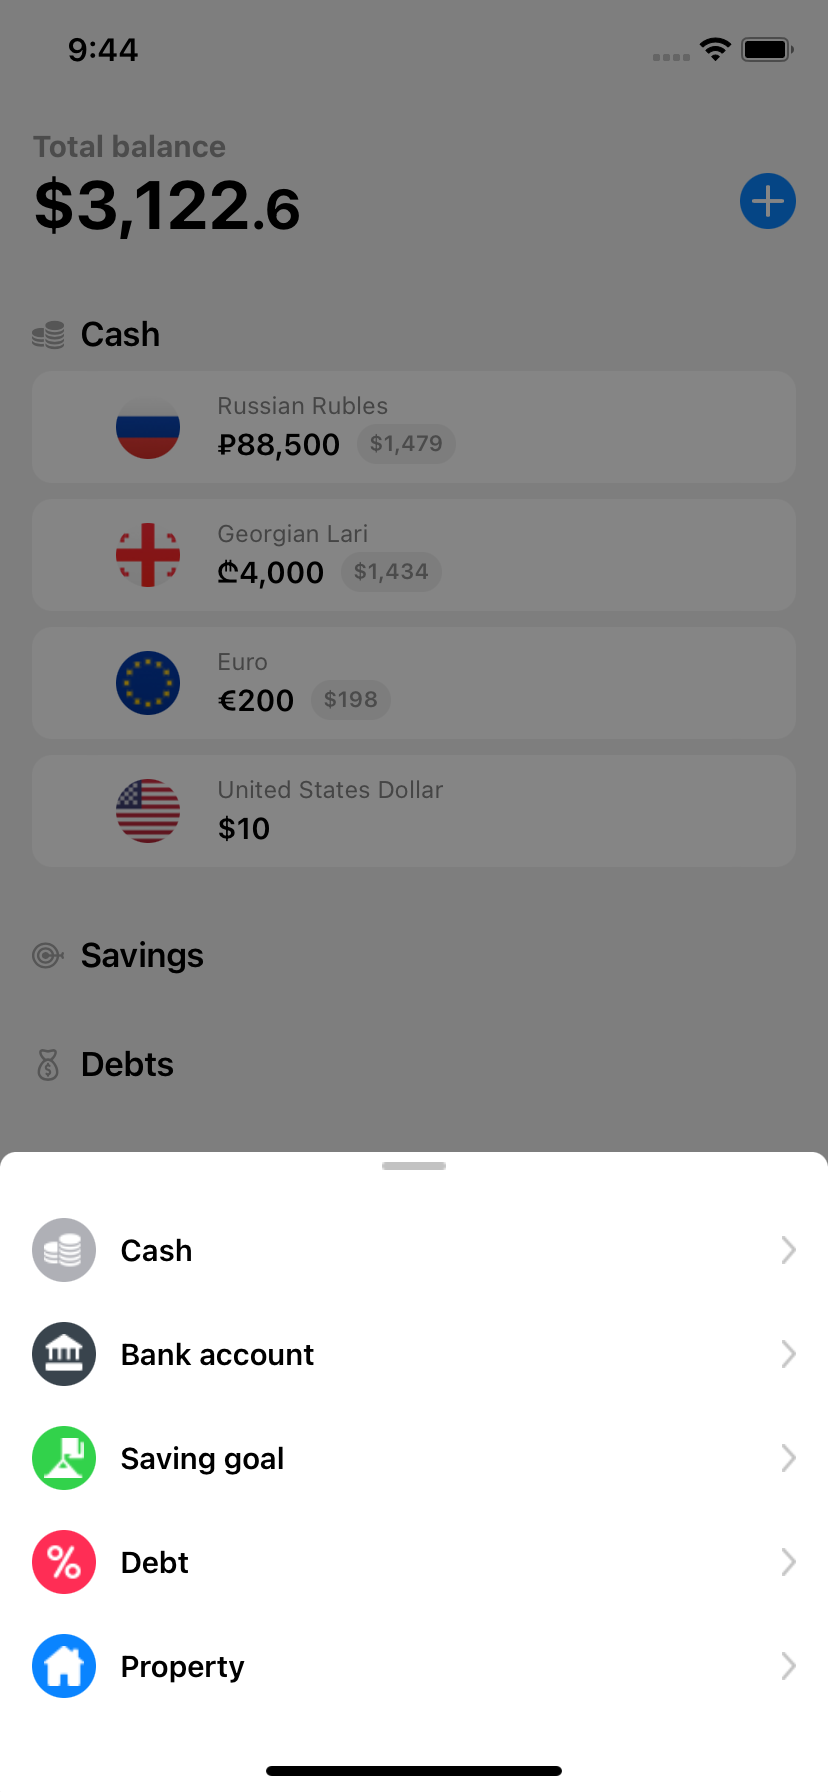 9:44
Total balance
$3,122.6
Cash
Russian Rubles
₽88,500 $1,479
Georgian Lari
₾4,000 $1,434
Euro
€200 $198
United States Dollar
$10
Savings
Debts
Cash
Bank account
Saving goal
Debt
Property